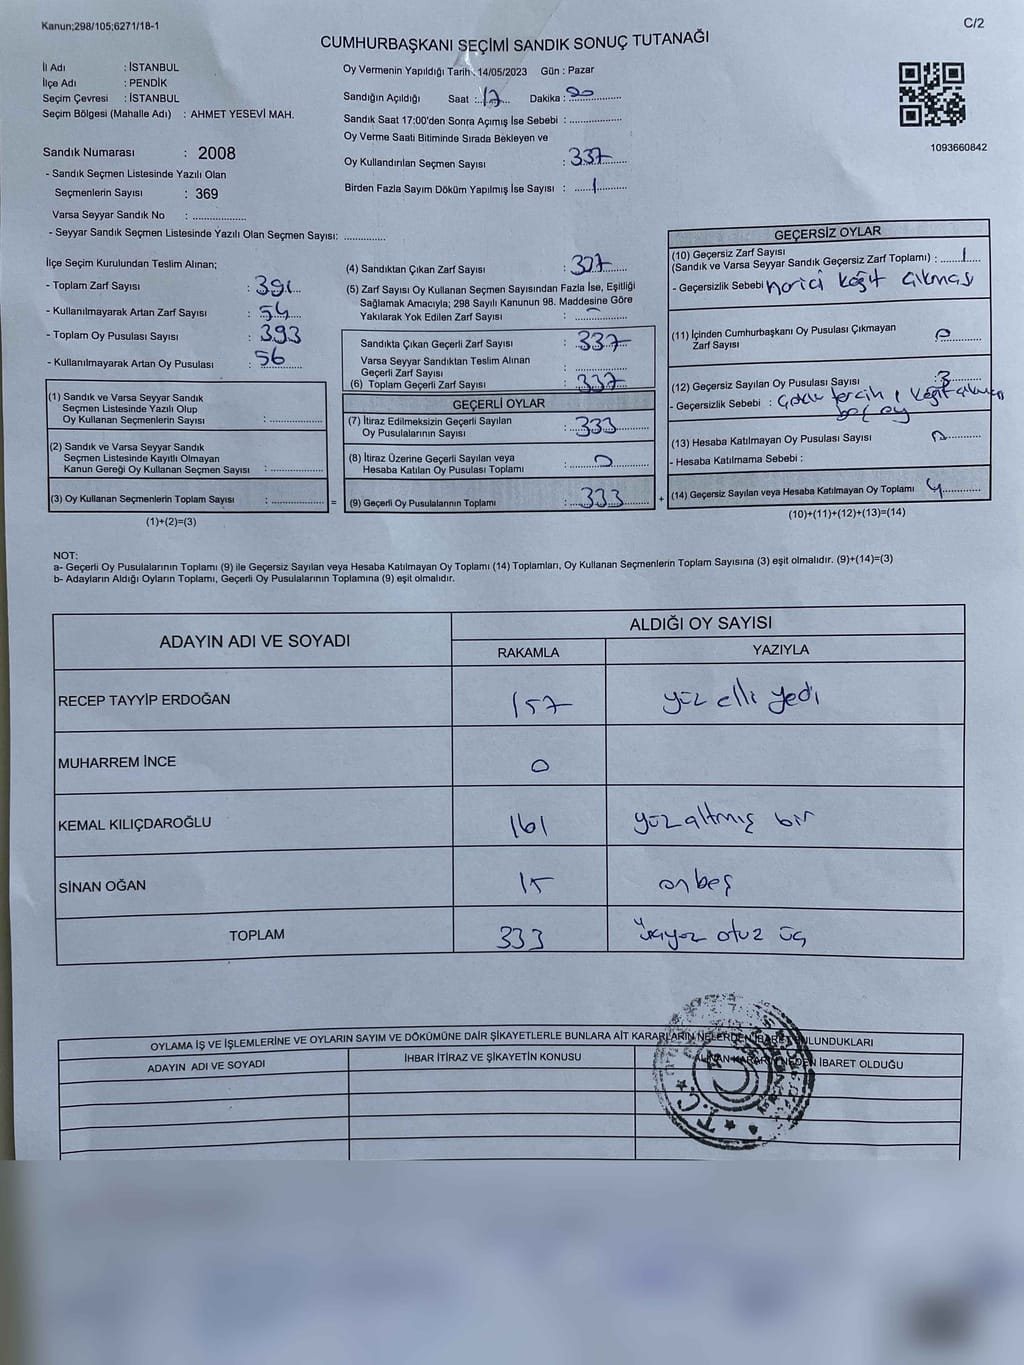 Kanun;298/105;6271/18-1
C/2
CUMHURBAŞKANI SEÇİMİ SANDIK SONUÇ TUTANAĞI
İl Adı : İSTANBUL
İlçe Adı : PENDİK
Seçim Çevresi : İSTANBUL
Seçim Bölgesi (Mahalle Adı) : AHMET YESEVİ MAH.
Sandık Numarası : 2008
- Sandık Seçmen Listesinde Yazılı Olan
Seçmenlerin Sayısı : 369
Varsa Seyyar Sandık No : ....................
- Seyyar Sandık Seçmen Listesinde Yazılı Olan Seçmen Sayısı: ...............
Oy Vermenin Yapıldığı Tarih : 14/05/2023 Gün : Pazar
Sandığın Açıldığı Saat : 17 Dakika :
Sandık Saat 17:00'den Sonra Açımış İse Sebebi : ....................
Oy Verme Saati Bitiminde Sırada Bekleyen ve
Oy Kullandırılan Seçmen Sayısı : 337
Birden Fazla Sayım Döküm Yapılmış İse Sayısı : 1
1093660842
İlçe Seçim Kurulundan Teslim Alınan;
- Toplam Zarf Sayısı : 391
- Kullanılmayarak Artan Zarf Sayısı : 54
- Toplam Oy Pusulası Sayısı : 393
- Kullanılmayarak Artan Oy Pusulası : 56
(1) Sandık ve Varsa Seyyar Sandık
Seçmen Listesinde Yazılı Olup
Oy Kullanan Seçmenlerin Sayısı : ....................
(2) Sandık ve Varsa Seyyar Sandık
Seçmen Listesinde Kayıtlı Olmayan
Kanun Gereği Oy Kullanan Seçmen Sayısı : ....................
(3) Oy Kullanan Seçmenlerin Toplam Sayısı : .................... =
(1)+(2)=(3)
(4) Sandıktan Çıkan Zarf Sayısı : 337
(5) Zarf Sayısı Oy Kullanan Seçmen Sayısından Fazla İse, Eşitliği
Sağlamak Amacıyla; 298 Sayılı Kanunun 98. Maddesine Göre
Yakılarak Yok Edilen Zarf Sayısı : –
Sandıkta Çıkan Geçerli Zarf Sayısı : 337
Varsa Seyyar Sandıktan Teslim Alınan
Geçerli Zarf Sayısı : ....................
(6) Toplam Geçerli Zarf Sayısı : 337
GEÇERLİ OYLAR
(7) İtiraz Edilmeksizin Geçerli Sayılan
Oy Pusulalarının Sayısı : 333
(8) İtiraz Üzerine Geçerli Sayılan veya
Hesaba Katılan Oy Pusulası Toplamı : 0
(9) Geçerli Oy Pusulalarının Toplamı : 333 +
GEÇERSİZ OYLAR
(10) Geçersiz Zarf Sayısı
(Sandık ve Varsa Seyyar Sandık Geçersiz Zarf Toplamı) : 1
- Geçersizlik Sebebi : harici kağıt çıkması
(11) İçinden Cumhurbaşkanı Oy Pusulası Çıkmayan
Zarf Sayısı 0
(12) Geçersiz Sayılan Oy Pusulası Sayısı : 3
- Geçersizlik Sebebi : tercih, kağıt
boş oy
(13) Hesaba Katılmayan Oy Pusulası Sayısı 0
- Hesaba Katılmama Sebebi :
(14) Geçersiz Sayılan veya Hesaba Katılmayan Oy Toplamı 4
(10)+(11)+(12)+(13)=(14)
NOT:
a- Geçerli Oy Pusulalarının Toplamı (9) ile Geçersiz Sayılan veya Hesaba Katılmayan Oy Toplamı (14) Toplamları, Oy Kullanan Seçmenlerin Toplam Sayısına (3) eşit olmalıdır. (9)+(14)=(3)
b- Adayların Aldığı Oyların Toplamı, Geçerli Oy Pusulalarının Toplamına (9) eşit olmalıdır.
ADAYIN ADI VE SOYADI ALDIĞI OY SAYISI
RAKAMLA YAZIYLA
RECEP TAYYİP ERDOĞAN 157 yüz elli yedi
MUHARREM İNCE 0
KEMAL KILIÇDAROĞLU 161 yüzaltmış bir
SİNAN OĞAN 15 onbeş
TOPLAM 333 üçyüz otuz üç
OYLAMA İŞ VE İŞLEMLERİNE VE OYLARIN SAYIM VE DÖKÜMÜNE DAİR ŞİKAYETLERLE BUNLARA AİT KARARLARIN NELERDEN İBARET BULUNDUKLARI
ADAYIN ADI VE SOYADI İHBAR İTİRAZ VE ŞİKAYETİN KONUSU ALINAN KARARIN NEDEN İBARET OLDUĞU
T.C.